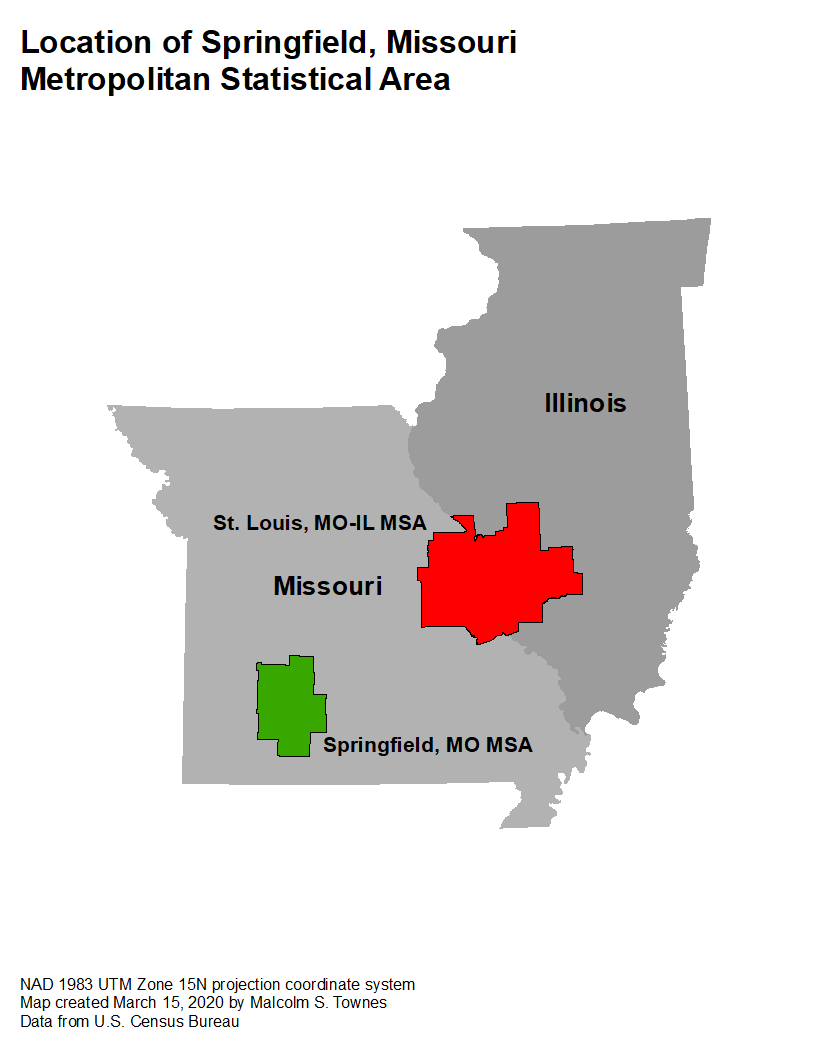 Location of Springfield, Missouri
Metropolitan Statistical Area
Illinois
St. Louis, MO-IL MSA
Missouri
Springfield, MO MSA
NAD 1983 UTM Zone 15N projection coordinate system
Map created March 15, 2020 by Malcolm S. Townes
Data from U.S. Census Bureau